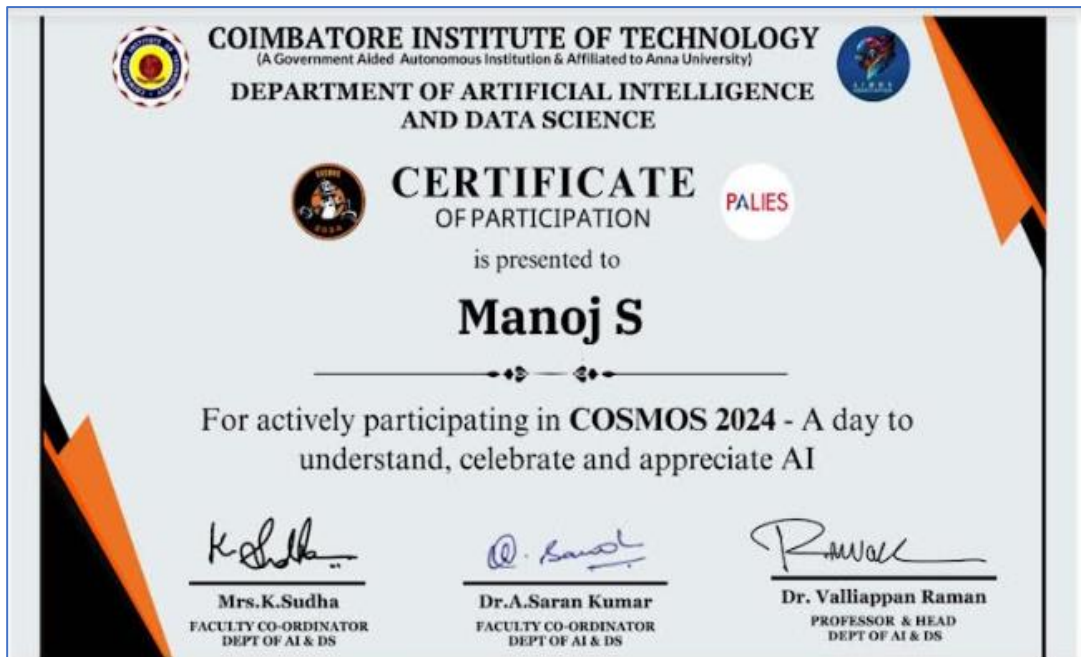 COIMBATORE INSTITUTE OF TECHNOLOGY
(A Government Aided Autonomous Institution & Affiliated to Anna University)
DEPARTMENT OF ARTIFICIAL INTELLIGENCE
AND DATA SCIENCE
COSMOS
2024
CERTIFICATE
OF PARTICIPATION
PALIES
is presented to
Manoj S
For actively participating in COSMOS 2024 - A day to
understand, celebrate and appreciate AI
Mrs.K.Sudha
FACULTY CO-ORDINATOR
DEPT OF AI & DS
Dr.A.Saran Kumar
FACULTY CO-ORDINATOR
DEPT OF AI & DS
Dr. Valliappan Raman
PROFESSOR & HEAD
DEPT OF AI & DS